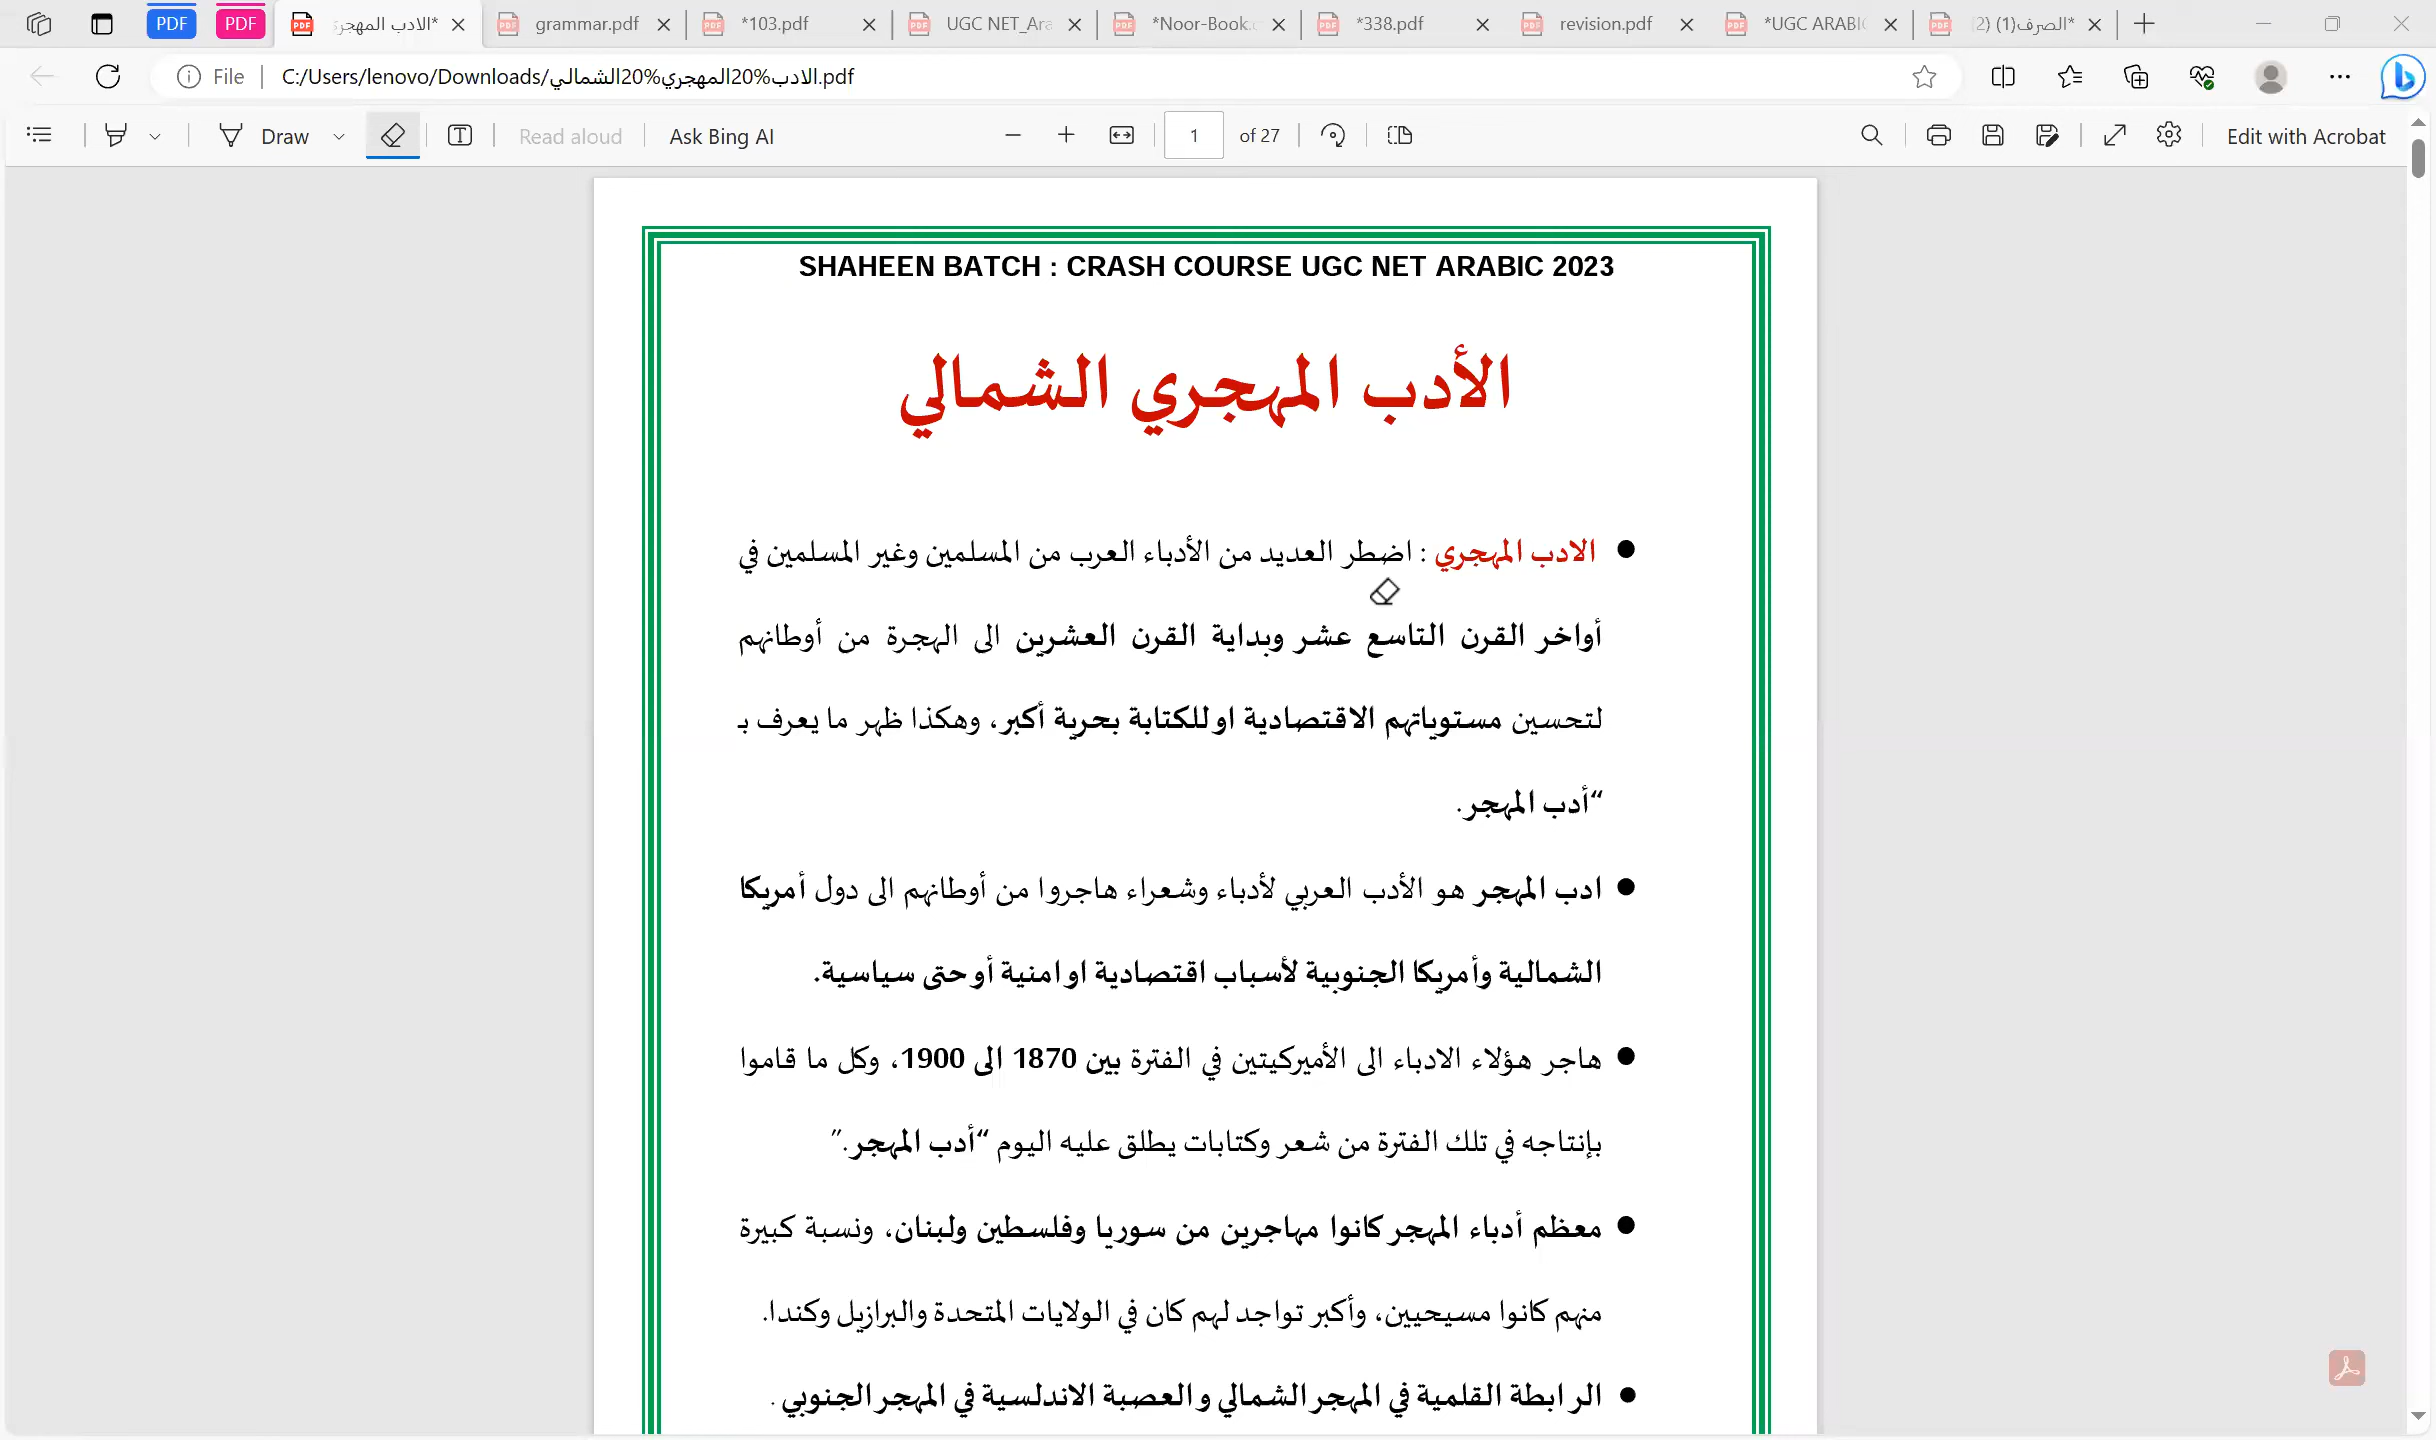 PDF
PDF
*الادب المهجري
grammar.pdf
*103.pdf
UGC NET_Ara
*Noor-Book.c
*338.pdf
revision.pdf
*UGC ARABIC
*الصرف(1) (2)
File
C:/Users/lenovo/Downloads/الادب%20المهجري%20الشمالي.pdf
Draw
Read aloud
Ask Bing AI
1
of 27
Edit with Acrobat
SHAHEEN BATCH : CRASH COURSE UGC NET ARABIC 2023
الأدب المهجري الشمالي
● الادب المهجري : اضطر العديد من الأدباء العرب من المسلمين وغير المسلمين في
أواخر القرن التاسع عشر وبداية القرن العشرين الى الهجرة من أوطانهم
لتحسين مستوياتهم الاقتصادية او للكتابة بحرية أكبر، وهكذا ظهر ما يعرف بـ
“أدب المهجر.
● ادب المهجر هو الأدب العربي لأدباء وشعراء هاجروا من أوطانهم الى دول أمريكا
الشمالية وأمريكا الجنوبية لأسباب اقتصادية او امنية أو حتى سياسية.
● هاجر هؤلاء الادباء الى الأميركيتين في الفترة بين 1870 الى 1900، وكل ما قاموا
بإنتاجه في تلك الفترة من شعر وكتابات يطلق عليه اليوم “أدب المهجر.”
● معظم أدباء المهجر كانوا مهاجرين من سوريا وفلسطين ولبنان، ونسبة كبيرة
منهم كانوا مسيحيين، وأكبر تواجد لهم كان في الولايات المتحدة والبرازيل وكندا.
● الرابطة القلمية في المهجر الشمالي و العصبة الاندلسية في المهجر الجنوبي .